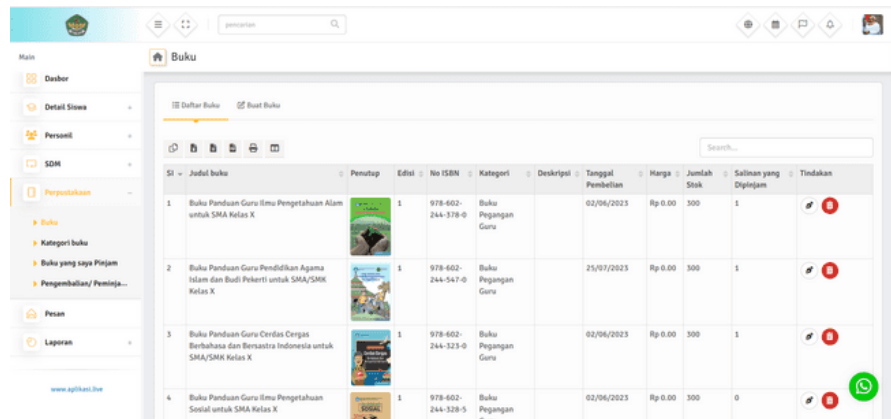 pencarian
Main
Buku
Dasbor
Detail Siswa
Personil
SDM
Perpustakaan
Buku
Kategori buku
Buku yang saya Pinjam
Pengembalian/ Peminja...
Pesan
Laporan
www.aplikasi.live
Daftar Buku Buat Buku
Search...
SI Judul buku Penutup Edisi No ISBN Kategori Deskripsi Tanggal Pembelian Harga Jumlah Stok Salinan yang Dipinjam Tindakan
1 Buku Panduan Guru Ilmu Pengetahuan Alam untuk SMA Kelas X 1 978-602-244-378-0 Buku Pegangan Guru 02/06/2023 Rp 0.00 300 1
2 Buku Panduan Guru Pendidikan Agama Islam dan Budi Pekerti untuk SMA/SMK Kelas X 1 978-602-244-547-0 Buku Pegangan Guru 25/07/2023 Rp 0.00 300 1
3 Buku Panduan Guru Cerdas Cergas Berbahasa dan Bersastra Indonesia untuk SMA/SMK Kelas X 1 978-602-244-323-0 Buku Pegangan Guru 02/06/2023 Rp 0.00 300 1
4 Buku Panduan Guru Ilmu Pengetahuan Sosial untuk SMA Kelas X SOSIAL 1 978-602-244-328-5 Buku Pegangan 02/06/2023 Rp 0.00 300 0